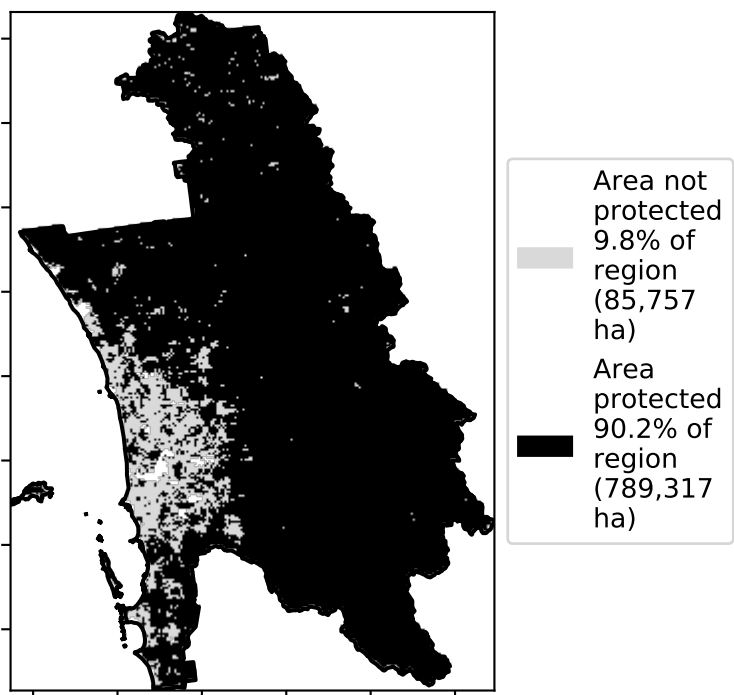 Area not
protected
9.8% of
region
(85,757
ha)
Area
protected
90.2% of
region
(789,317
ha)